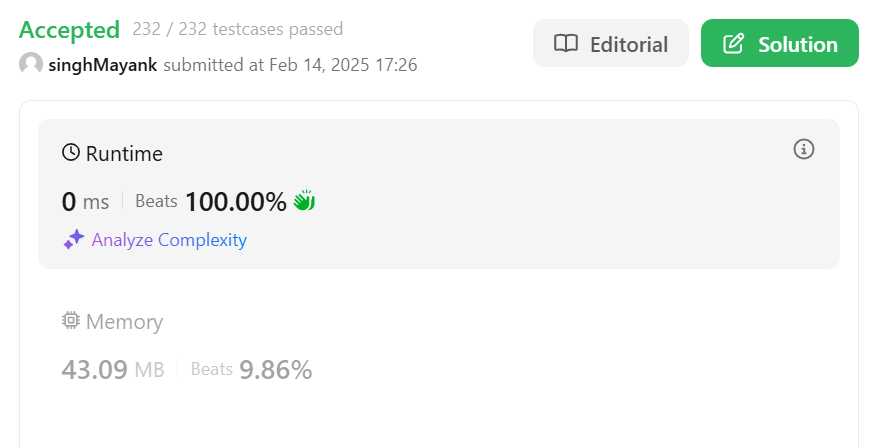 Accepted 232 / 232 testcases passed
singhMayank submitted at Feb 14, 2025 17:26
Editorial
Solution
Runtime
0 ms Beats 100.00%
Analyze Complexity
Memory
43.09 MB Beats 9.86%